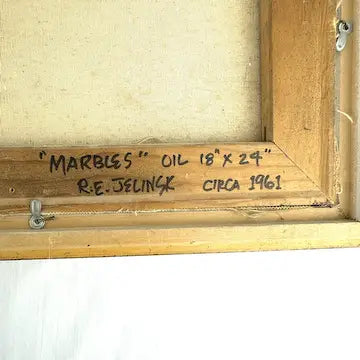 "MARBLES" OIL 18" X 24"
R.E. JELINSK CIRCA 1961